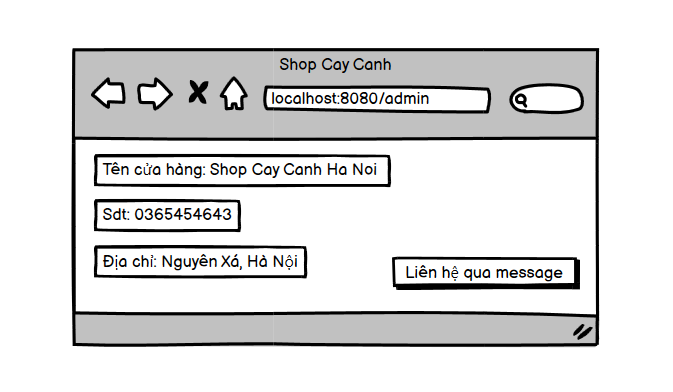 Shop Cay Canh
localhost:8080/admin
Tên cửa hàng: Shop Cay Canh Ha Noi
Sdt: 0365454643
Địa chỉ: Nguyên Xá, Hà Nội
Liên hệ qua message